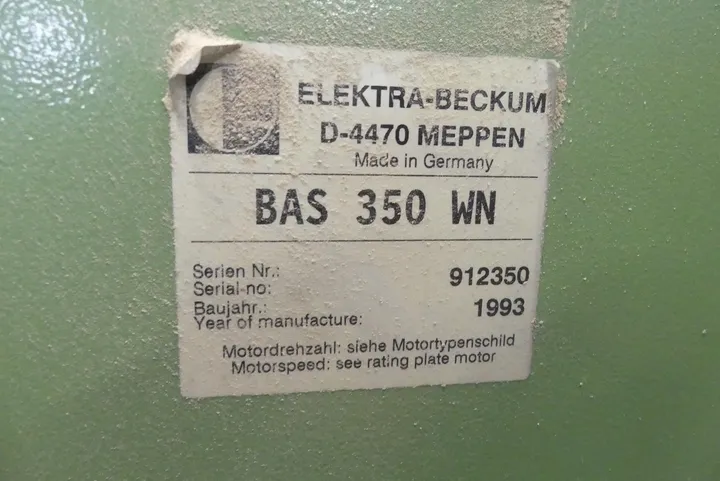 ELEKTRA-BECKUM
D-4470 MEPPEN
Made in Germany
BAS 350 WN
Serien Nr.:
Serial-no: 912350
Baujahr.: 1993
Year of manufacture:
Motordrehzahl: siehe Motortypenschild
Motorspeed: see rating plate motor